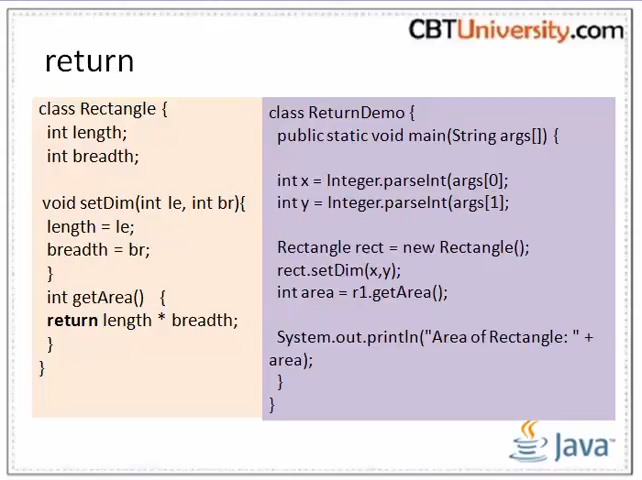 CBTUniversity.com
return
class Rectangle {
int length;
int breadth;
void setDim(int le, int br){
length = le;
breadth = br;
}
int getArea() {
return length * breadth;
}
}
class ReturnDemo {
public static void main(String args[]) {
int x = Integer.parseInt(args[0];
int y = Integer.parseInt(args[1];
Rectangle rect = new Rectangle();
rect.setDim(x,y);
int area = r1.getArea();
System.out.println("Area of Rectangle: " +
area);
}
}
Java™